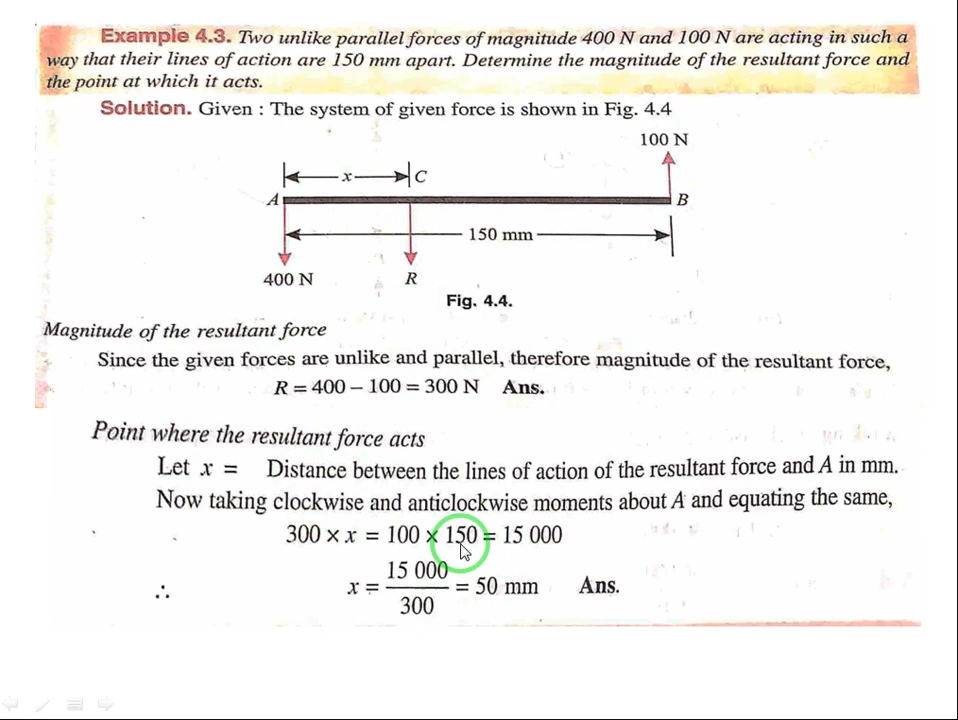 Example 4.3. Two unlike parallel forces of magnitude 400 N and 100 N are acting in such a
way that their lines of action are 150 mm apart. Determine the magnitude of the resultant force and
the point at which it acts.
Solution. Given : The system of given force is shown in Fig. 4.4
100 N
x C
A B
150 mm
400 N R
Fig. 4.4.
Magnitude of the resultant force
Since the given forces are unlike and parallel, therefore magnitude of the resultant force,
R = 400 – 100 = 300 N Ans.
Point where the resultant force acts
Let x = Distance between the lines of action of the resultant force and A in mm.
Now taking clockwise and anticlockwise moments about A and equating the same,
300 × x = 100 × 150 = 15 000
∴ x = 15 000 / 300 = 50 mm Ans.